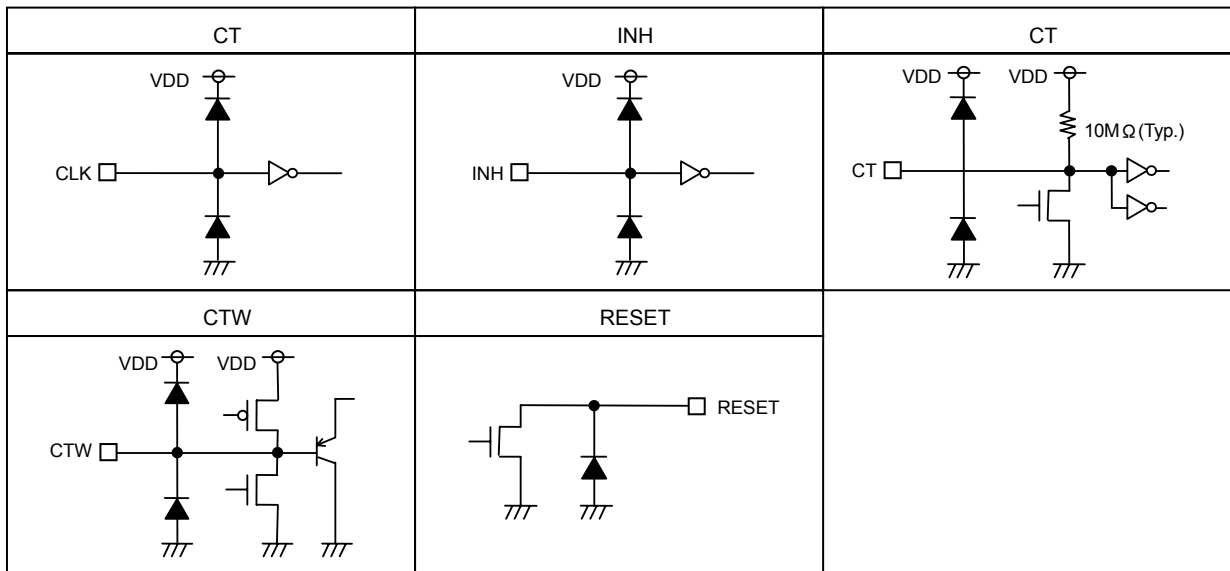 CT
INH
CT
VDD
CLK
VDD
INH
VDD
VDD
10MΩ(Typ.)
CT
CTW
RESET
VDD
VDD
CTW
RESET